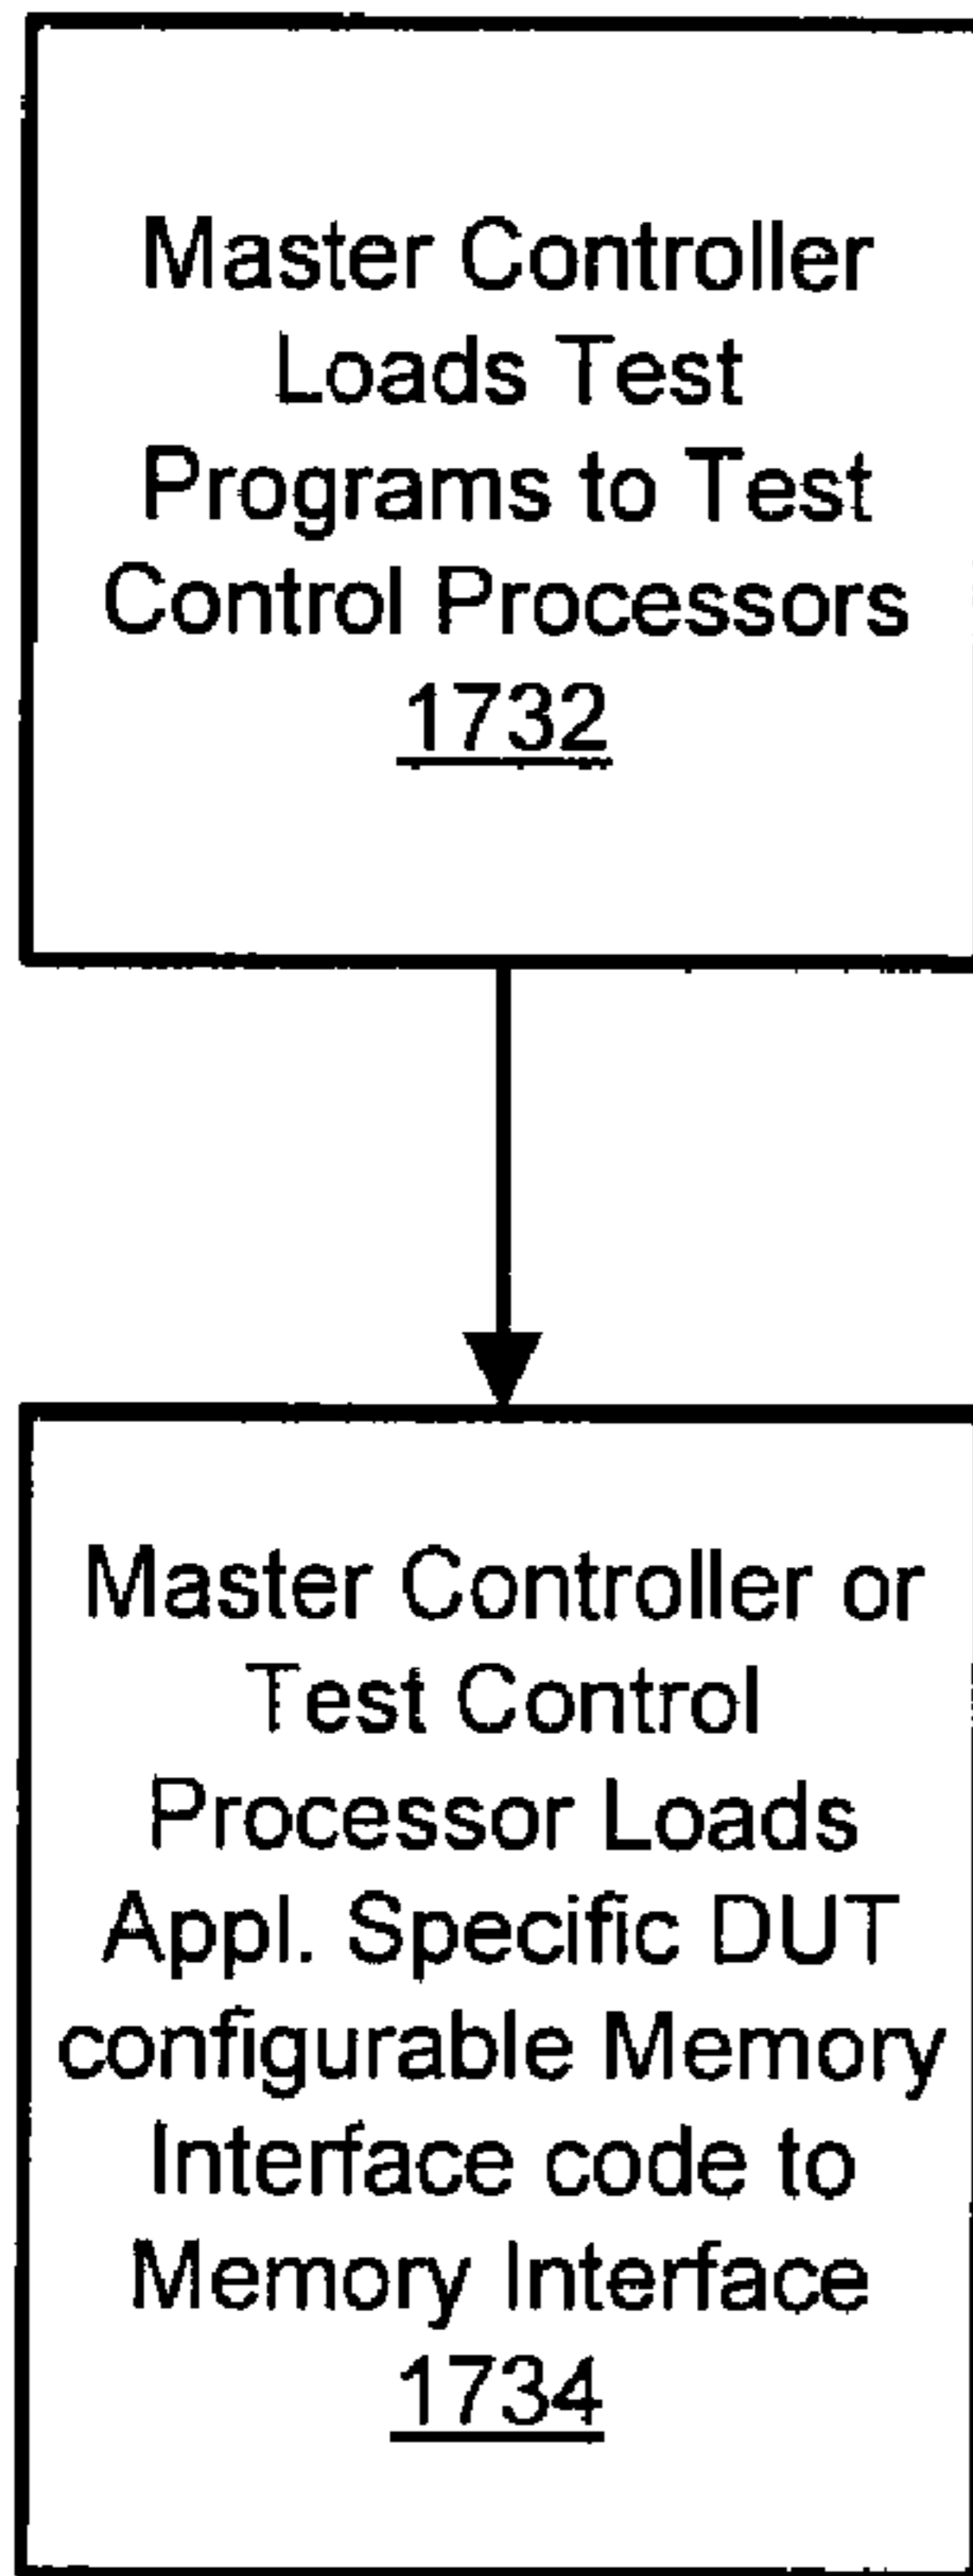 Master Controller
Loads Test
Programs to Test
Control Processors
1732
Master Controller or
Test Control
Processor Loads
Appl. Specific DUT
configurable Memory
Interface code to
Memory Interface
1734